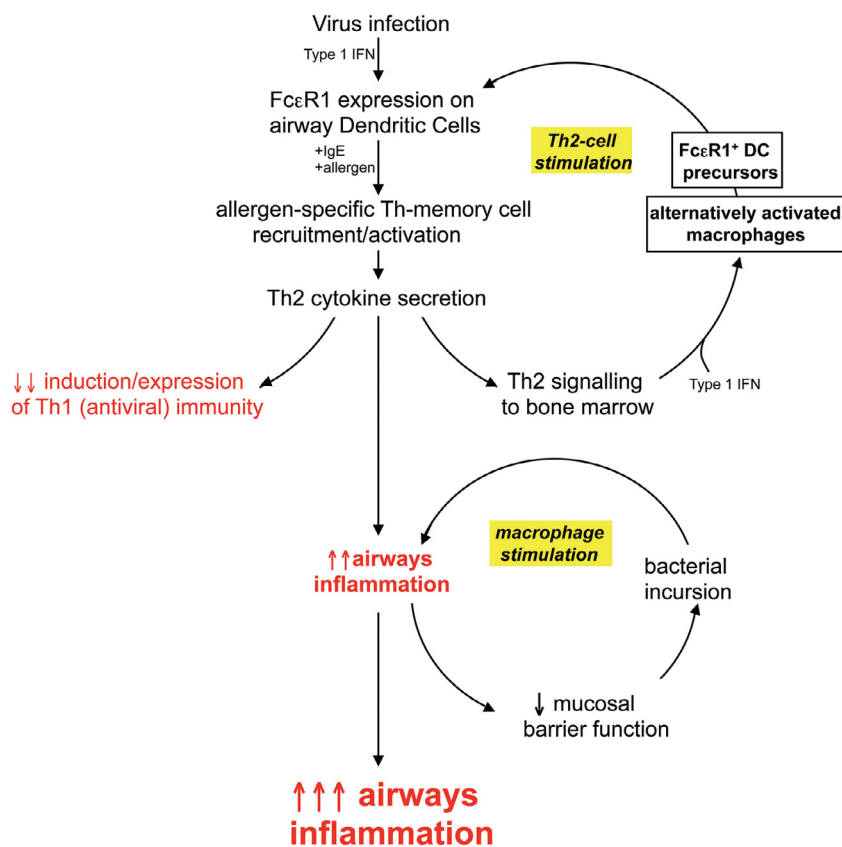 Virus infection
Type 1 IFN
FcεR1 expression on
airway Dendritic Cells
+IgE
+allergen
allergen-specific Th-memory cell
recruitment/activation
Th2 cytokine secretion
Th2-cell
stimulation
FcεR1⁺ DC
precursors
alternatively activated
macrophages
↓↓ induction/expression
of Th1 (antiviral) immunity
Th2 signalling
to bone marrow
Type 1 IFN
↑↑airways
inflammation
macrophage
stimulation
bacterial
incursion
↓ mucosal
barrier function
↑↑↑ airways
inflammation